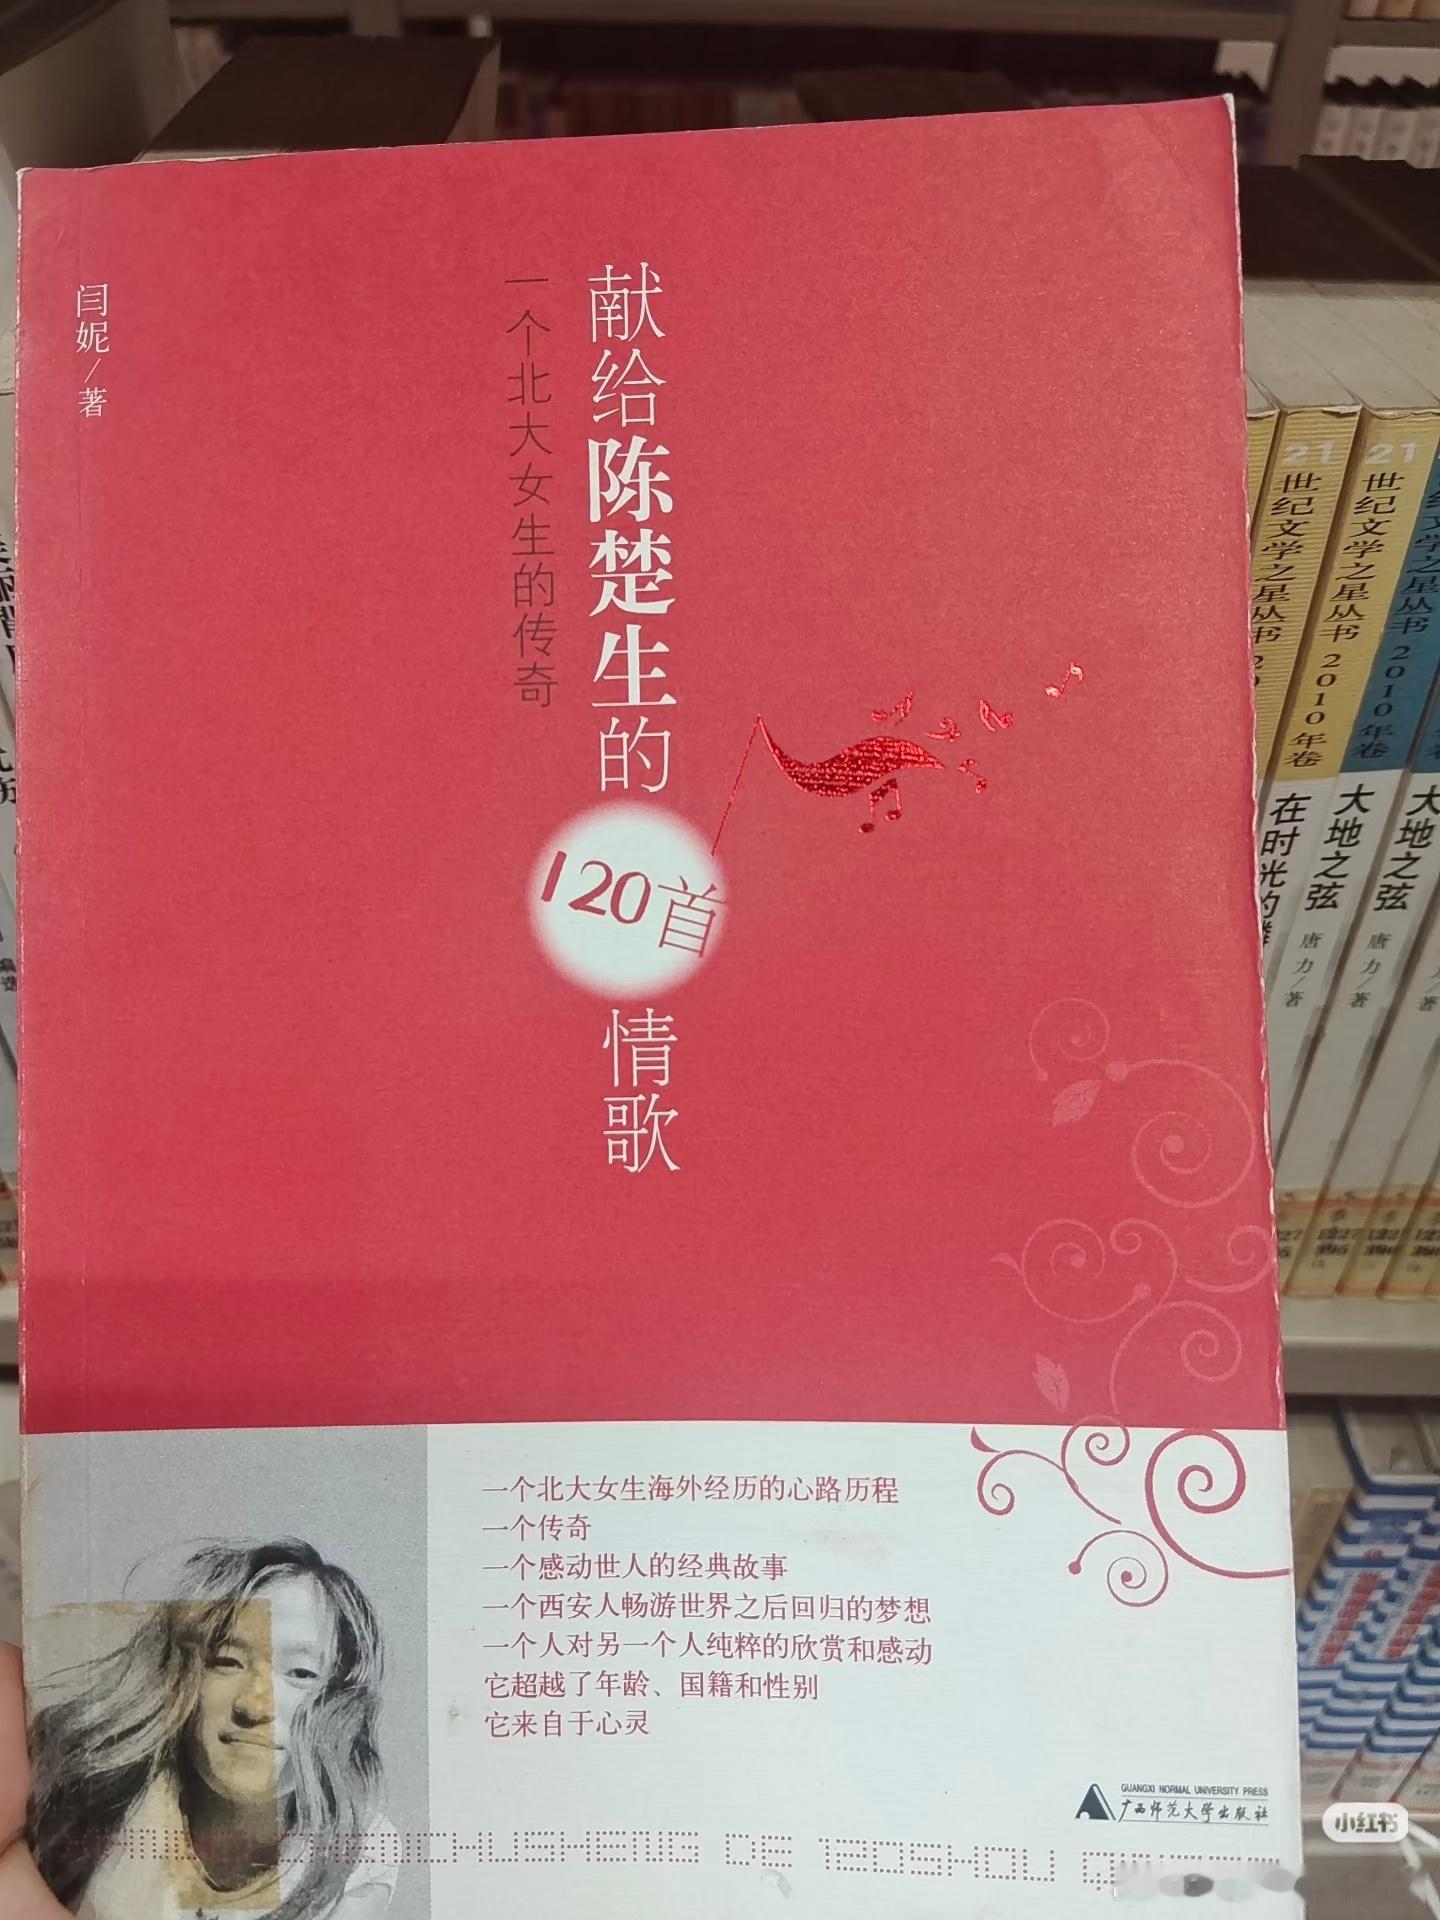 献给陈楚生的120首情歌
一个北大女生的传奇
闫妮/著
一个北大女生海外经历的心路历程
一个传奇
一个感动世人的经典故事
一个西安人畅游世界之后回归的梦想
一个人对另一个人纯粹的欣赏和感动
它超越了年龄、国籍和性别
它来自于心灵
GUANGXI NORMAL UNIVERSITY PRESS
广西师范大学出版社
CHENCHUSHENG DE 120SHOU
21世纪文学之星丛书 2010年卷
在时光的
21世纪文学之星丛书 2010年卷
大地之弦
唐力/著
大地之弦
唐力/著
小红书